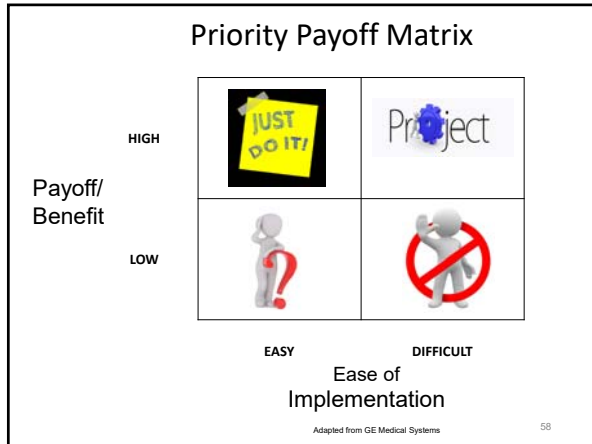 Priority Payoff Matrix
HIGH
JUST
DO IT!
Project
Payoff/
Benefit
LOW
EASY
DIFFICULT
Ease of
Implementation
Adapted from GE Medical Systems
58